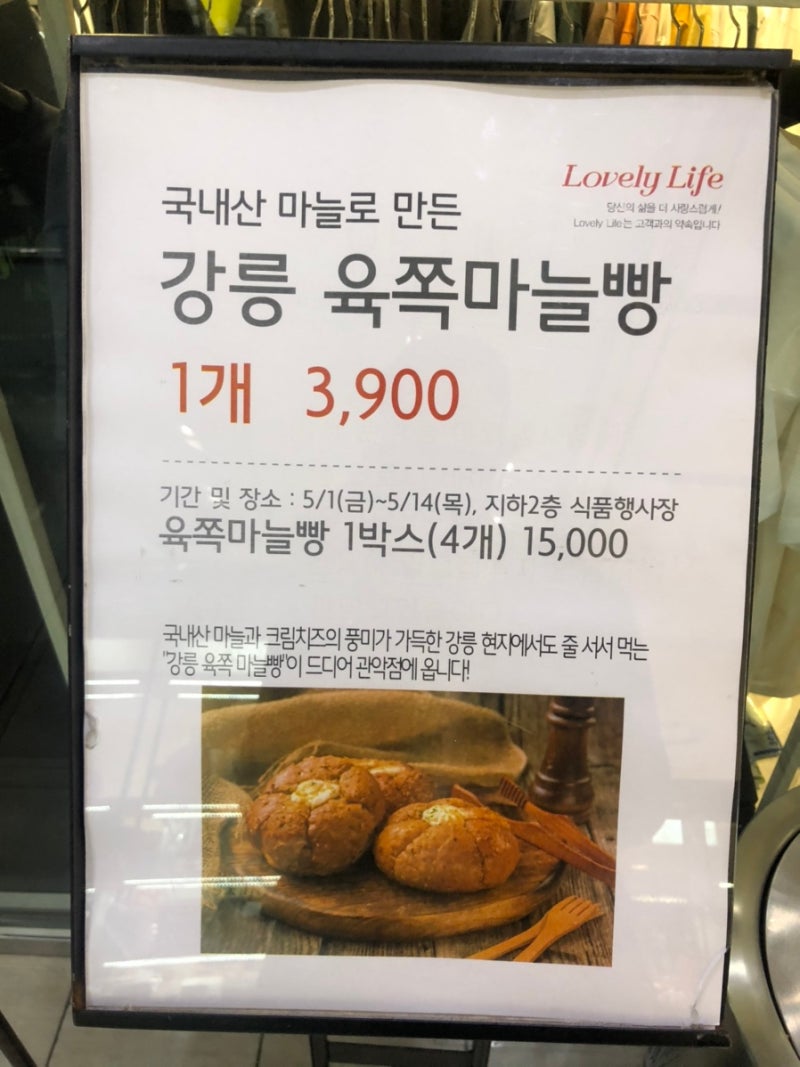 Lovely Life
당신의 삶을 더 사랑스럽게!
Lovely Life는 고객과의 약속입니다
국내산 마늘로 만든
강릉 육쪽마늘빵
1개 3,900
기간 및 장소 : 5/1(금)~5/14(목), 지하2층 식품행사장
육쪽마늘빵 1박스(4개) 15,000
국내산 마늘과 크림치즈의 풍미가 가득한 강릉 현지에서도 줄 서서 먹는
"강릉 육쪽 마늘빵"이 드디어 관악점에 옵니다!